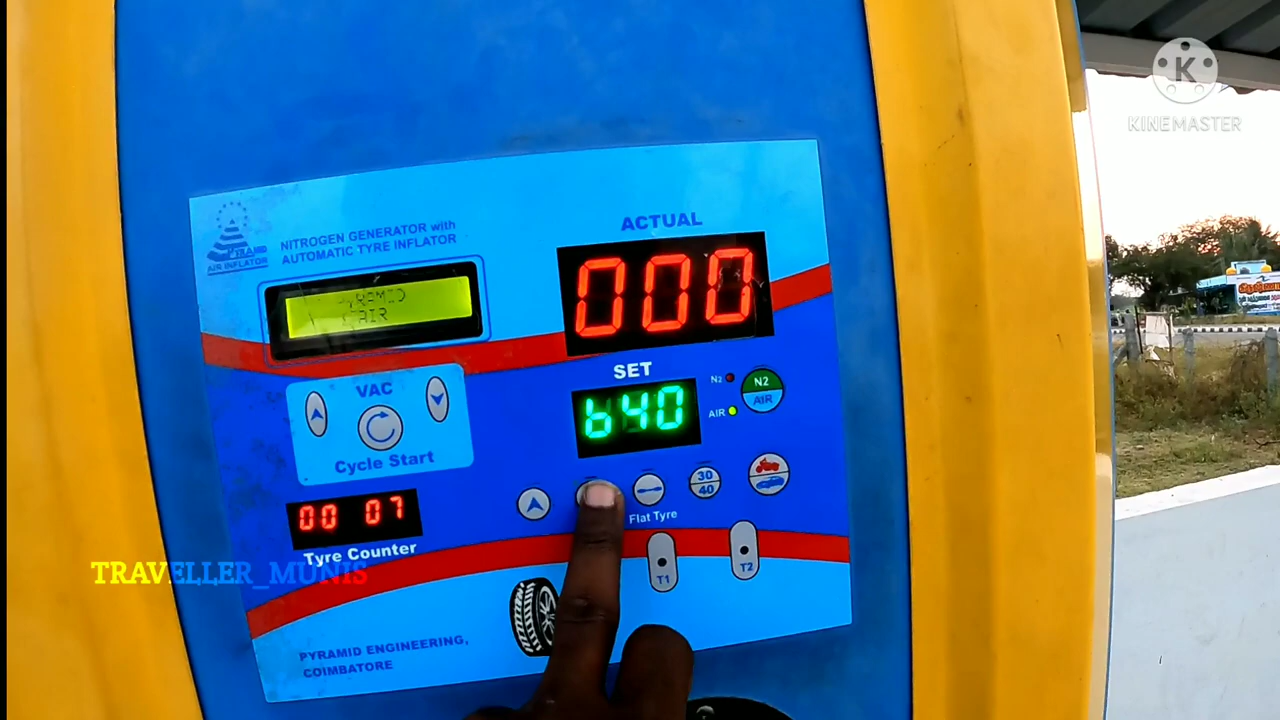 KINEMASTER
ACTUAL
NITROGEN GENERATOR with
AUTOMATIC TYRE INFLATOR
AIR INFLATOR
000
PYRAMID
AIR
SET
b40
N2
AIR
N2
AIR
VAC
Cycle Start
30
40
Flat Tyre
00 07
Tyre Counter
T1
T2
TRAVELLER_MUNIS
PYRAMID ENGINEERING,
COIMBATORE